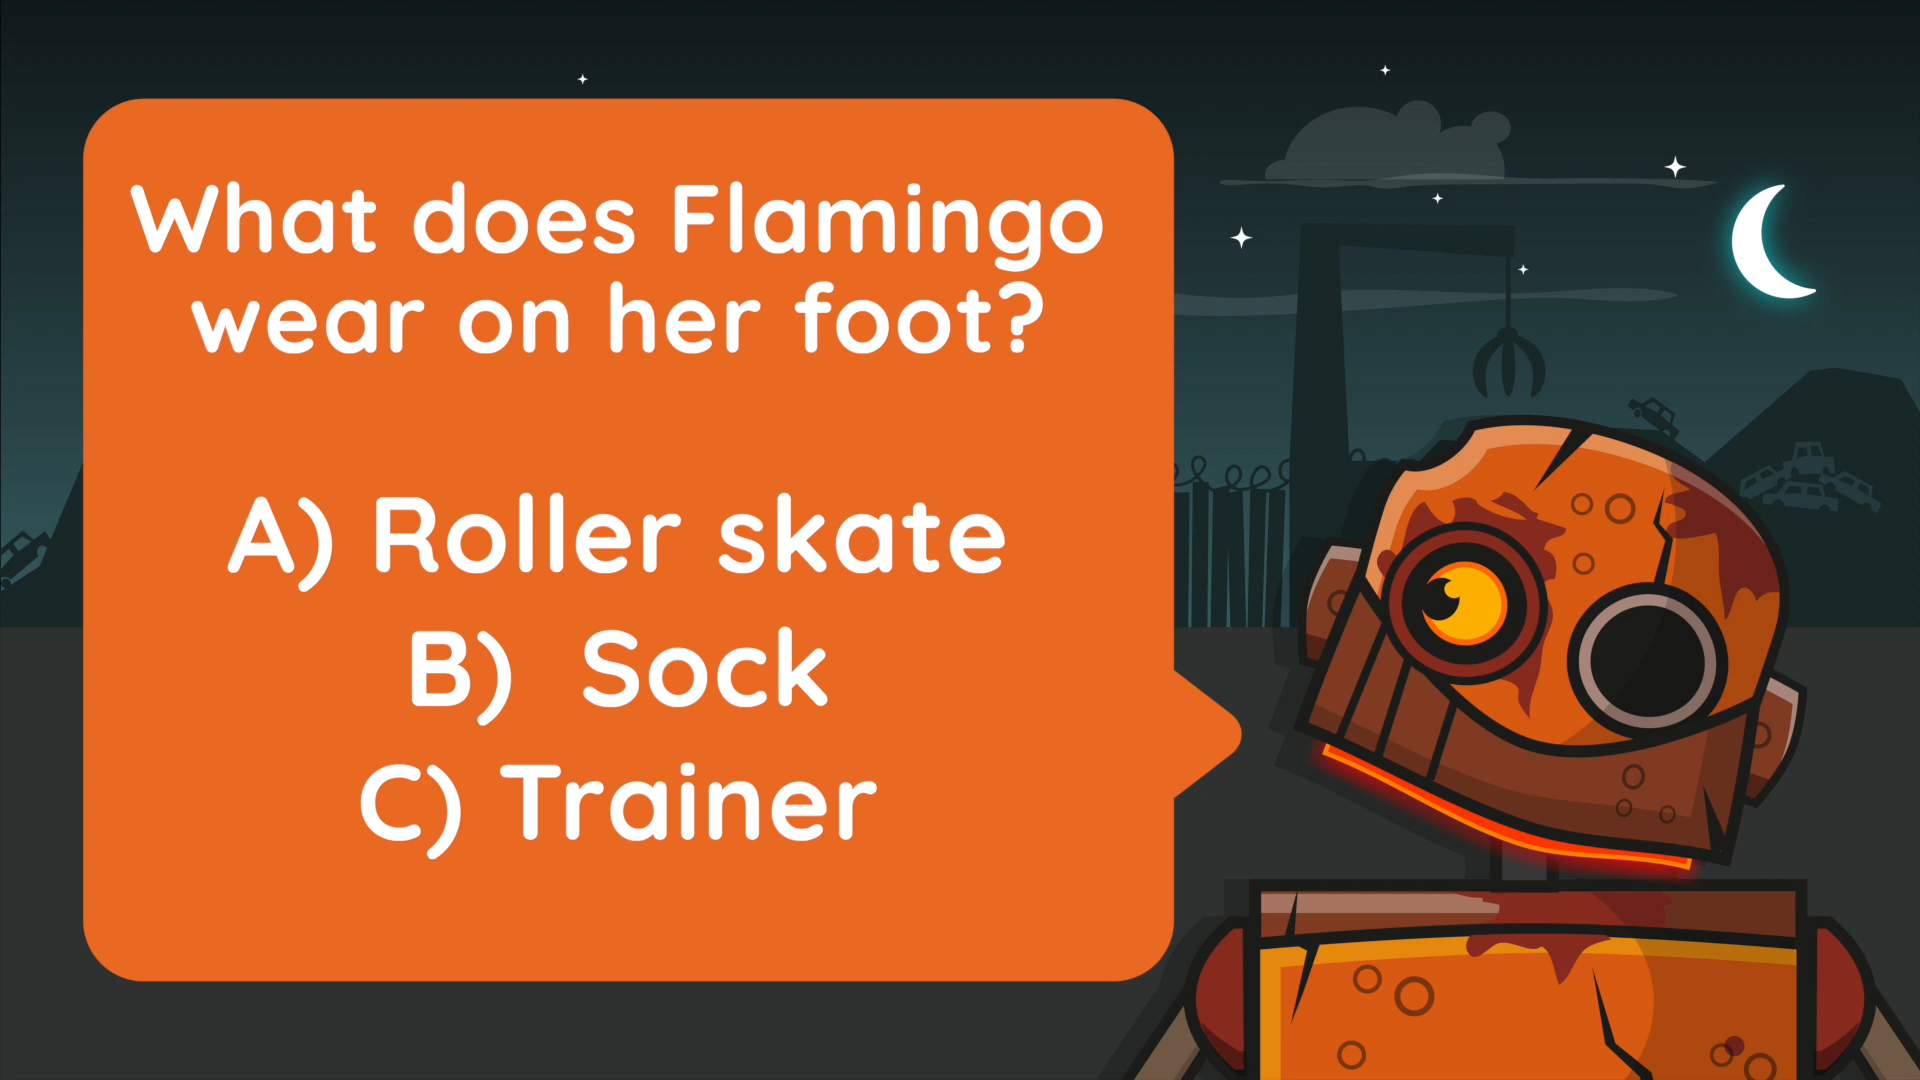 What does Flamingo
wear on her foot?
A) Roller skate
B) Sock
C) Trainer